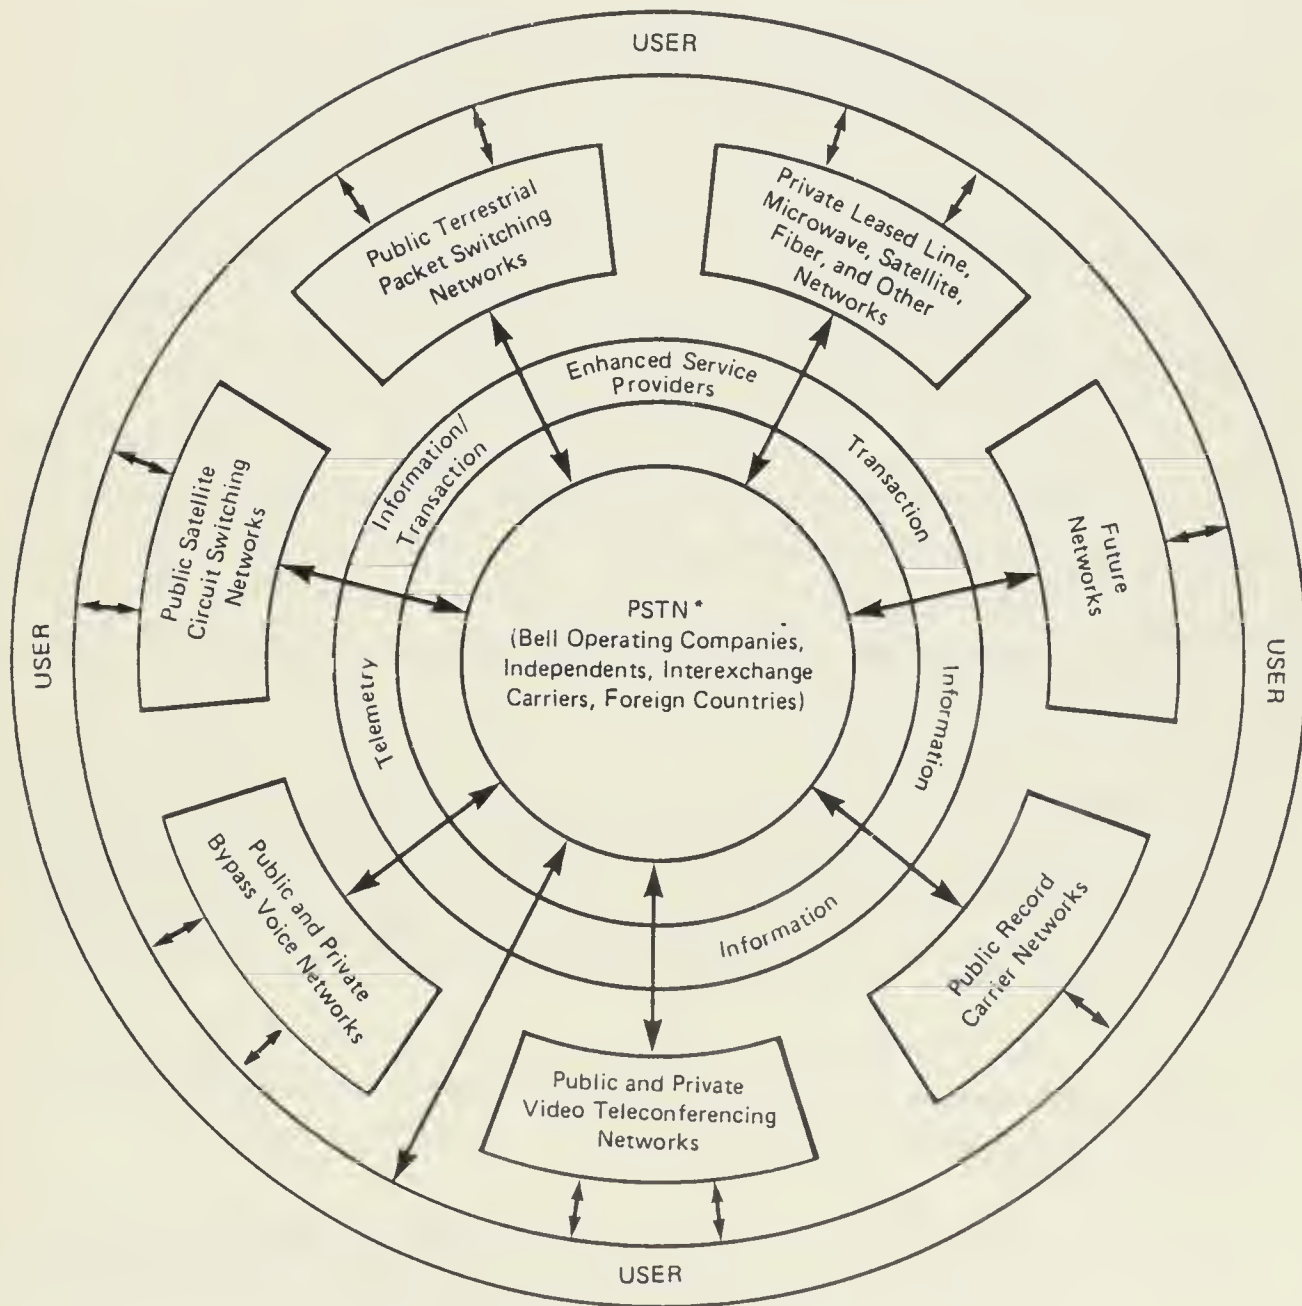 USER
Public Terrestrial
Packet Switching
Networks
Private Leased Line,
Microwave, Satellite,
Fiber, and Other
Networks
Enhanced Service
Providers
Information/
Transaction
Transaction
Public Satellite
Circuit Switching
Networks
Future
Networks
USER
PSTN*
(Bell Operating Companies,
Independents, Interexchange
Carriers, Foreign Countries)
USER
Telemetry
Information
Public and Private
Bypass Voice Networks
Information
Public Record
Carrier Networks
Public and Private
Video Teleconferencing
Networks
USER